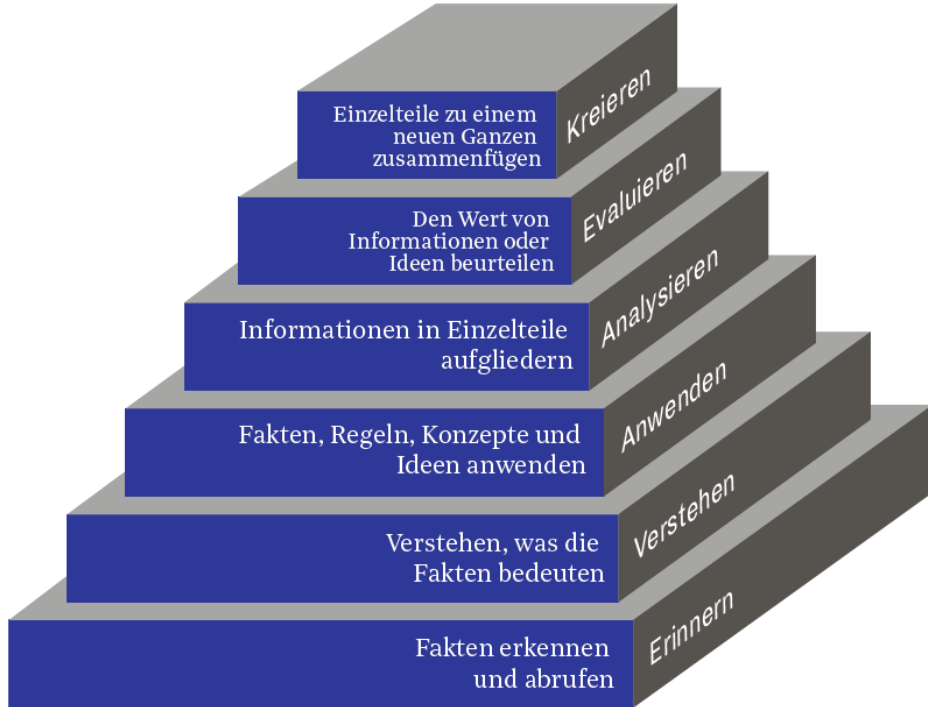 Einzelteile zu einem
neuen Ganzen
zusammenfügen
Kreieren
Den Wert von
Informationen oder
Ideen beurteilen
Evaluieren
Informationen in Einzelteile
aufgliedern
Analysieren
Fakten, Regeln, Konzepte und
Ideen anwenden
Anwenden
Verstehen, was die
Fakten bedeuten
Verstehen
Fakten erkennen
und abrufen
Erinnern